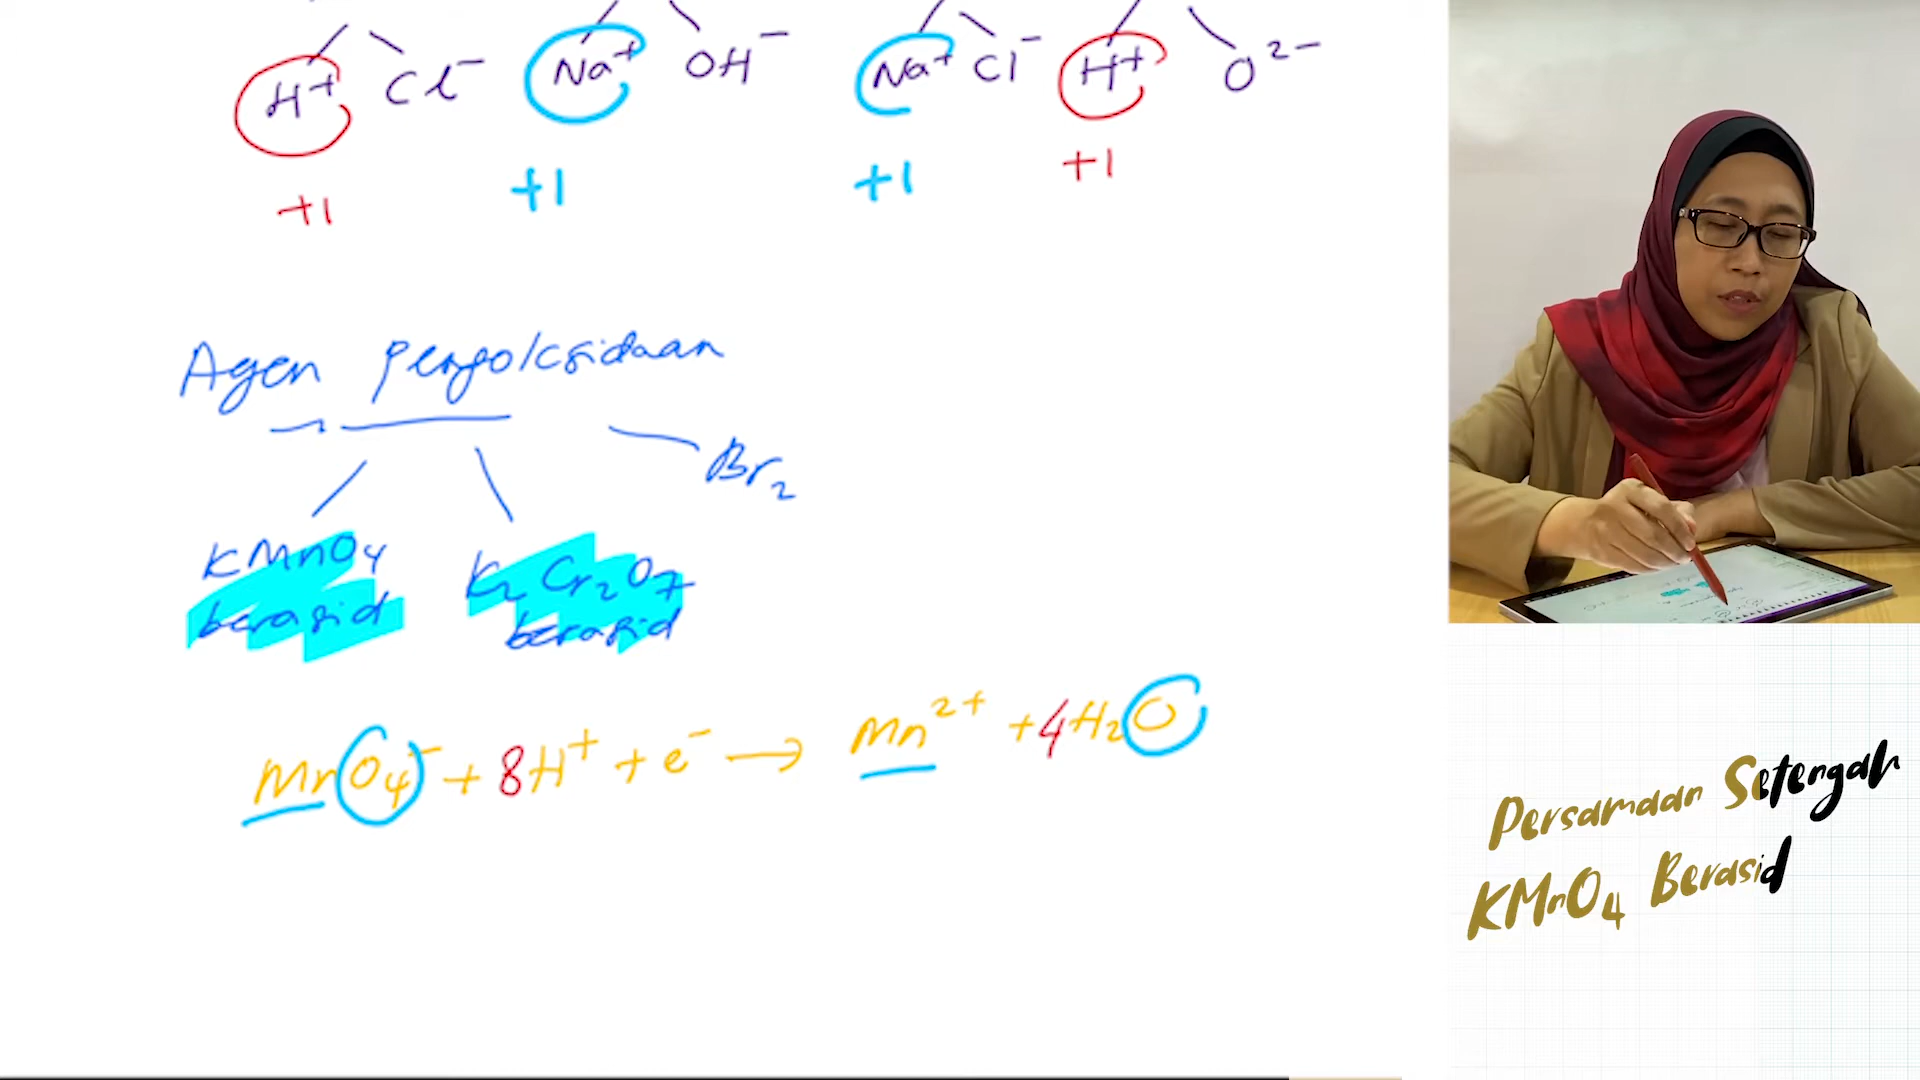 H⁺ Cl⁻ Na⁺ OH⁻ Na⁺ Cl⁻ H⁺ O²⁻
+1 +1 +1 +1
Agen Pengoksidaan
Br₂
KMnO₄ berasid
K₂Cr₂O₇ berasid
MnO₄⁻ + 8H⁺ + e⁻ → Mn²⁺ + 4H₂O
Persamaan Setengah
KMnO₄ Berasid